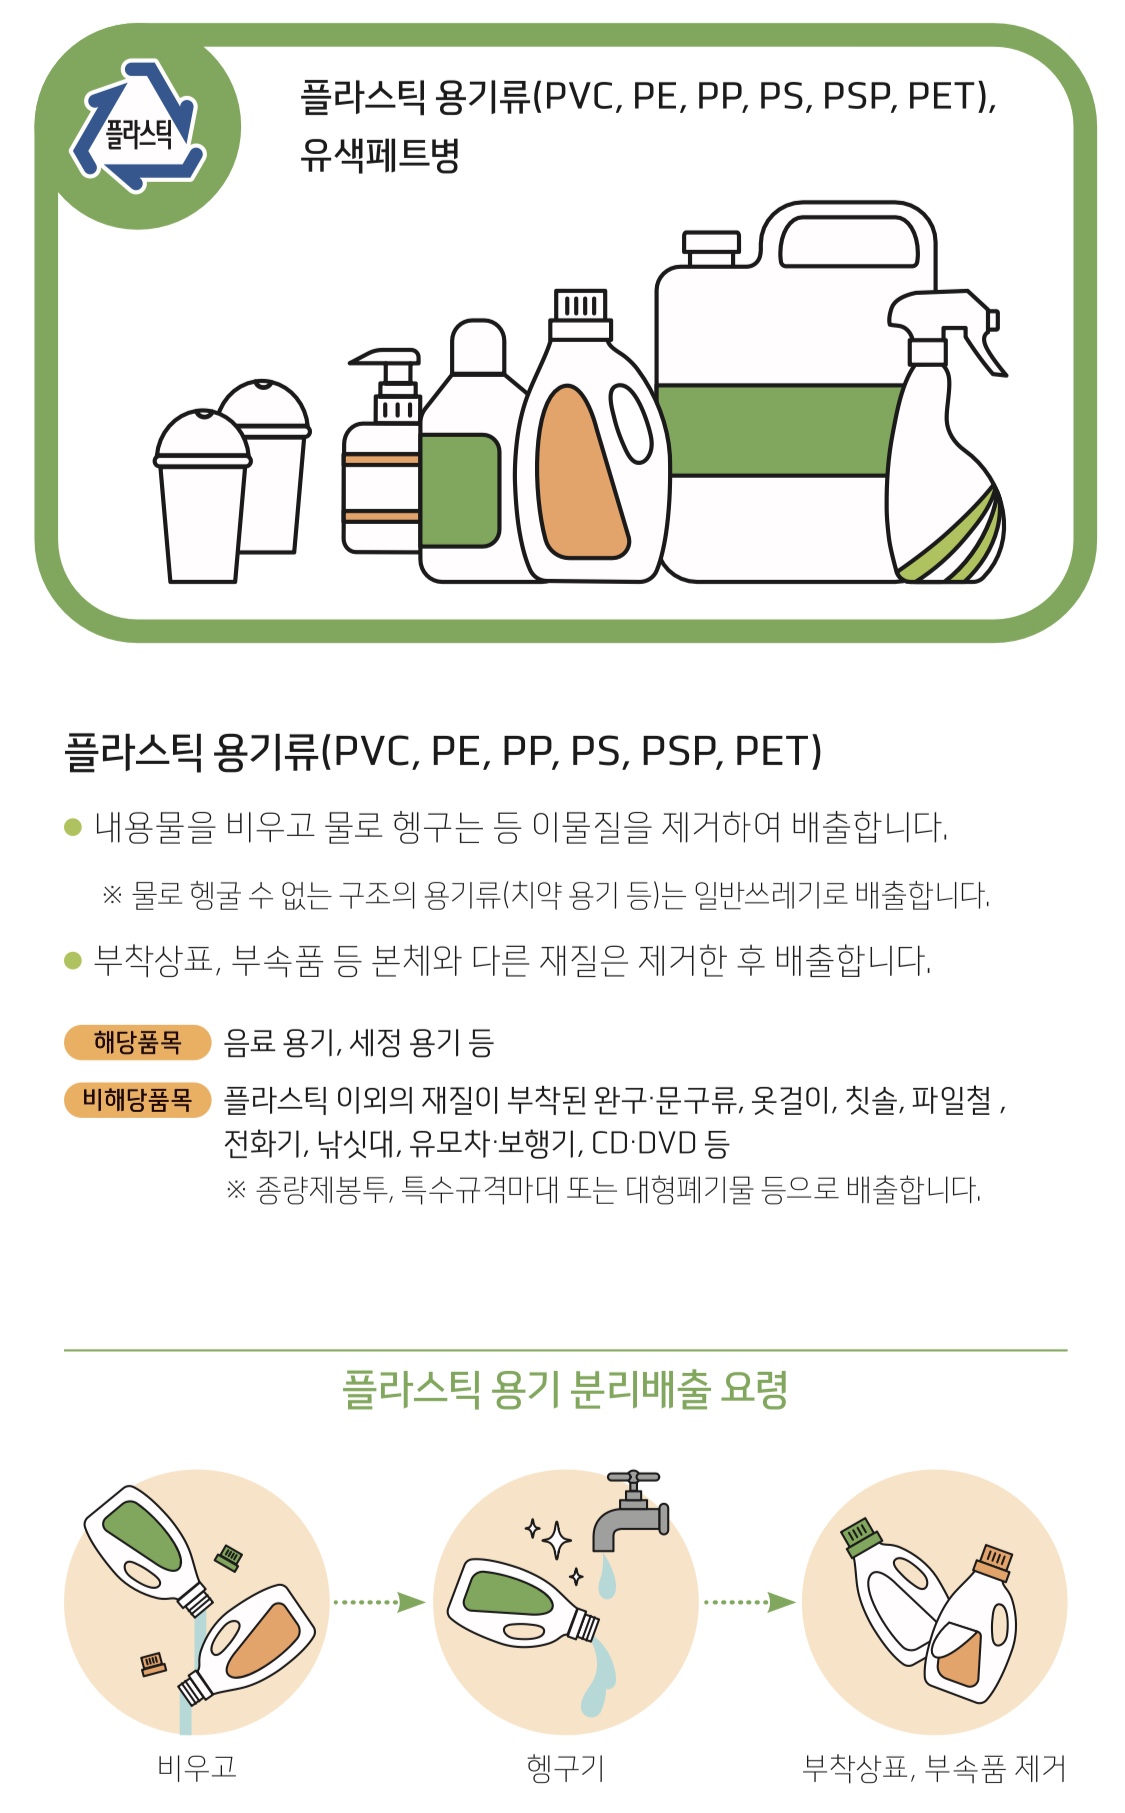 플라스틱
플라스틱 용기류(PVC, PE, PP, PS, PSP, PET),
유색페트병
플라스틱 용기류(PVC, PE, PP, PS, PSP, PET)
● 내용물을 비우고 물로 헹구는 등 이물질을 제거하여 배출합니다.
※ 물로 헹굴 수 없는 구조의 용기류(치약 용기 등)는 일반쓰레기로 배출합니다.
● 부착상표, 부속품 등 본체와 다른 재질은 제거한 후 배출합니다.
해당품목 음료 용기, 세정 용기 등
비해당품목 플라스틱 이외의 재질이 부착된 완구·문구류, 옷걸이, 칫솔, 파일철 ,
전화기, 낚싯대, 유모차·보행기, CD·DVD 등
※ 종량제봉투, 특수규격마대 또는 대형폐기물 등으로 배출합니다.
플라스틱 용기 분리배출 요령
비우고 헹구기 부착상표, 부속품 제거